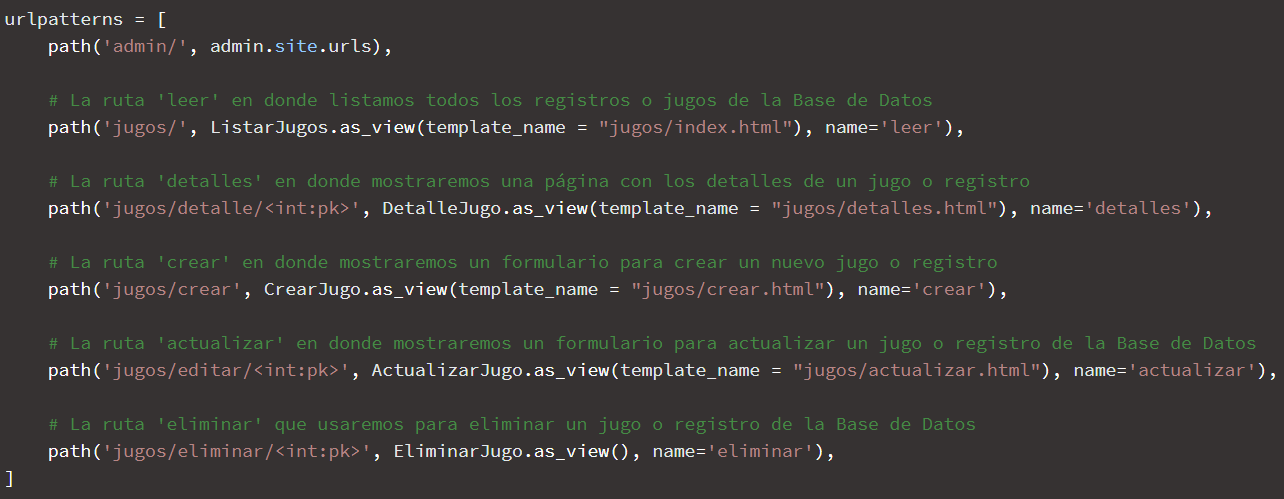 urlpatterns = [
    path('admin/', admin.site.urls),
    # La ruta 'leer' en donde listamos todos los registros o jugos de la Base de Datos
    path('jugos/', ListarJugos.as_view(template_name = "jugos/index.html"), name='leer'),
    # La ruta 'detalles' en donde mostraremos una página con los detalles de un jugo o registro
    path('jugos/detalle/<int:pk>', DetalleJugo.as_view(template_name = "jugos/detalles.html"), name='detalles'),
    # La ruta 'crear' en donde mostraremos un formulario para crear un nuevo jugo o registro
    path('jugos/crear', CrearJugo.as_view(template_name = "jugos/crear.html"), name='crear'),
    # La ruta 'actualizar' en donde mostraremos un formulario para actualizar un jugo o registro de la Base de Datos
    path('jugos/editar/<int:pk>', ActualizarJugo.as_view(template_name = "jugos/actualizar.html"), name='actualizar'),
    # La ruta 'eliminar' que usaremos para eliminar un jugo o registro de la Base de Datos
    path('jugos/eliminar/<int:pk>', EliminarJugo.as_view(), name='eliminar'),
]